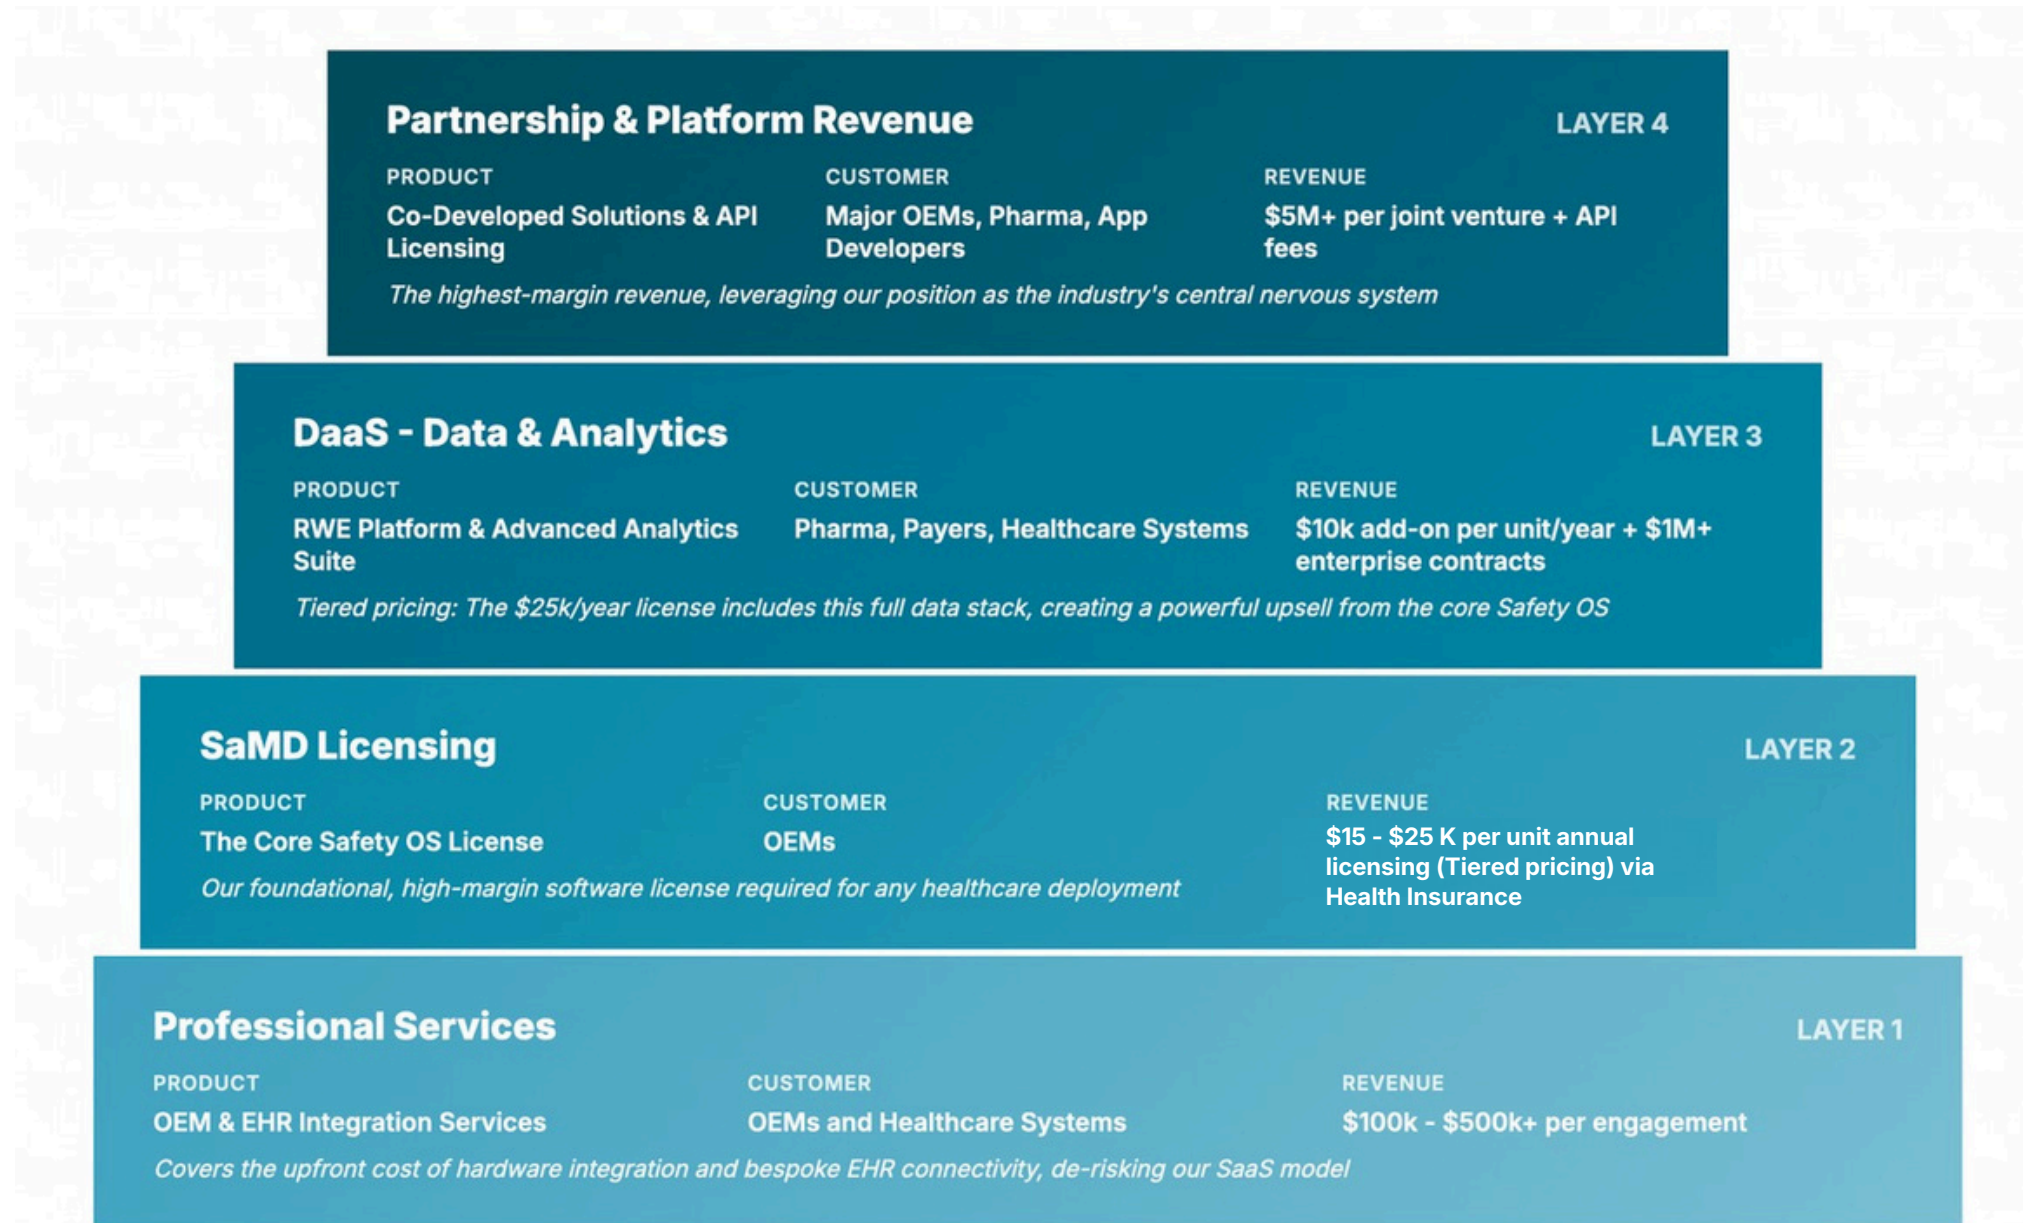 Partnership & Platform Revenue
LAYER 4
PRODUCT
CUSTOMER
REVENUE
Co-Developed Solutions & API
Licensing
Major OEMs, Pharma, App
Developers
$5M+ per joint venture + API
fees
The highest-margin revenue, leveraging our position as the industry's central nervous system
DaaS - Data & Analytics
LAYER 3
PRODUCT
CUSTOMER
REVENUE
RWE Platform & Advanced Analytics
Suite
Pharma, Payers, Healthcare Systems
$10k add-on per unit/year + $1M+
enterprise contracts
Tiered pricing: The $25k/year license includes this full data stack, creating a powerful upsell from the core Safety OS
SaMD Licensing
LAYER 2
PRODUCT
CUSTOMER
REVENUE
The Core Safety OS License
OEMs
$15 - $25 K per unit annual
licensing (Tiered pricing) via
Health Insurance
Our foundational, high-margin software license required for any healthcare deployment
Professional Services
LAYER 1
PRODUCT
CUSTOMER
REVENUE
OEM & EHR Integration Services
OEMs and Healthcare Systems
$100k - $500k+ per engagement
Covers the upfront cost of hardware integration and bespoke EHR connectivity, de-risking our SaaS model